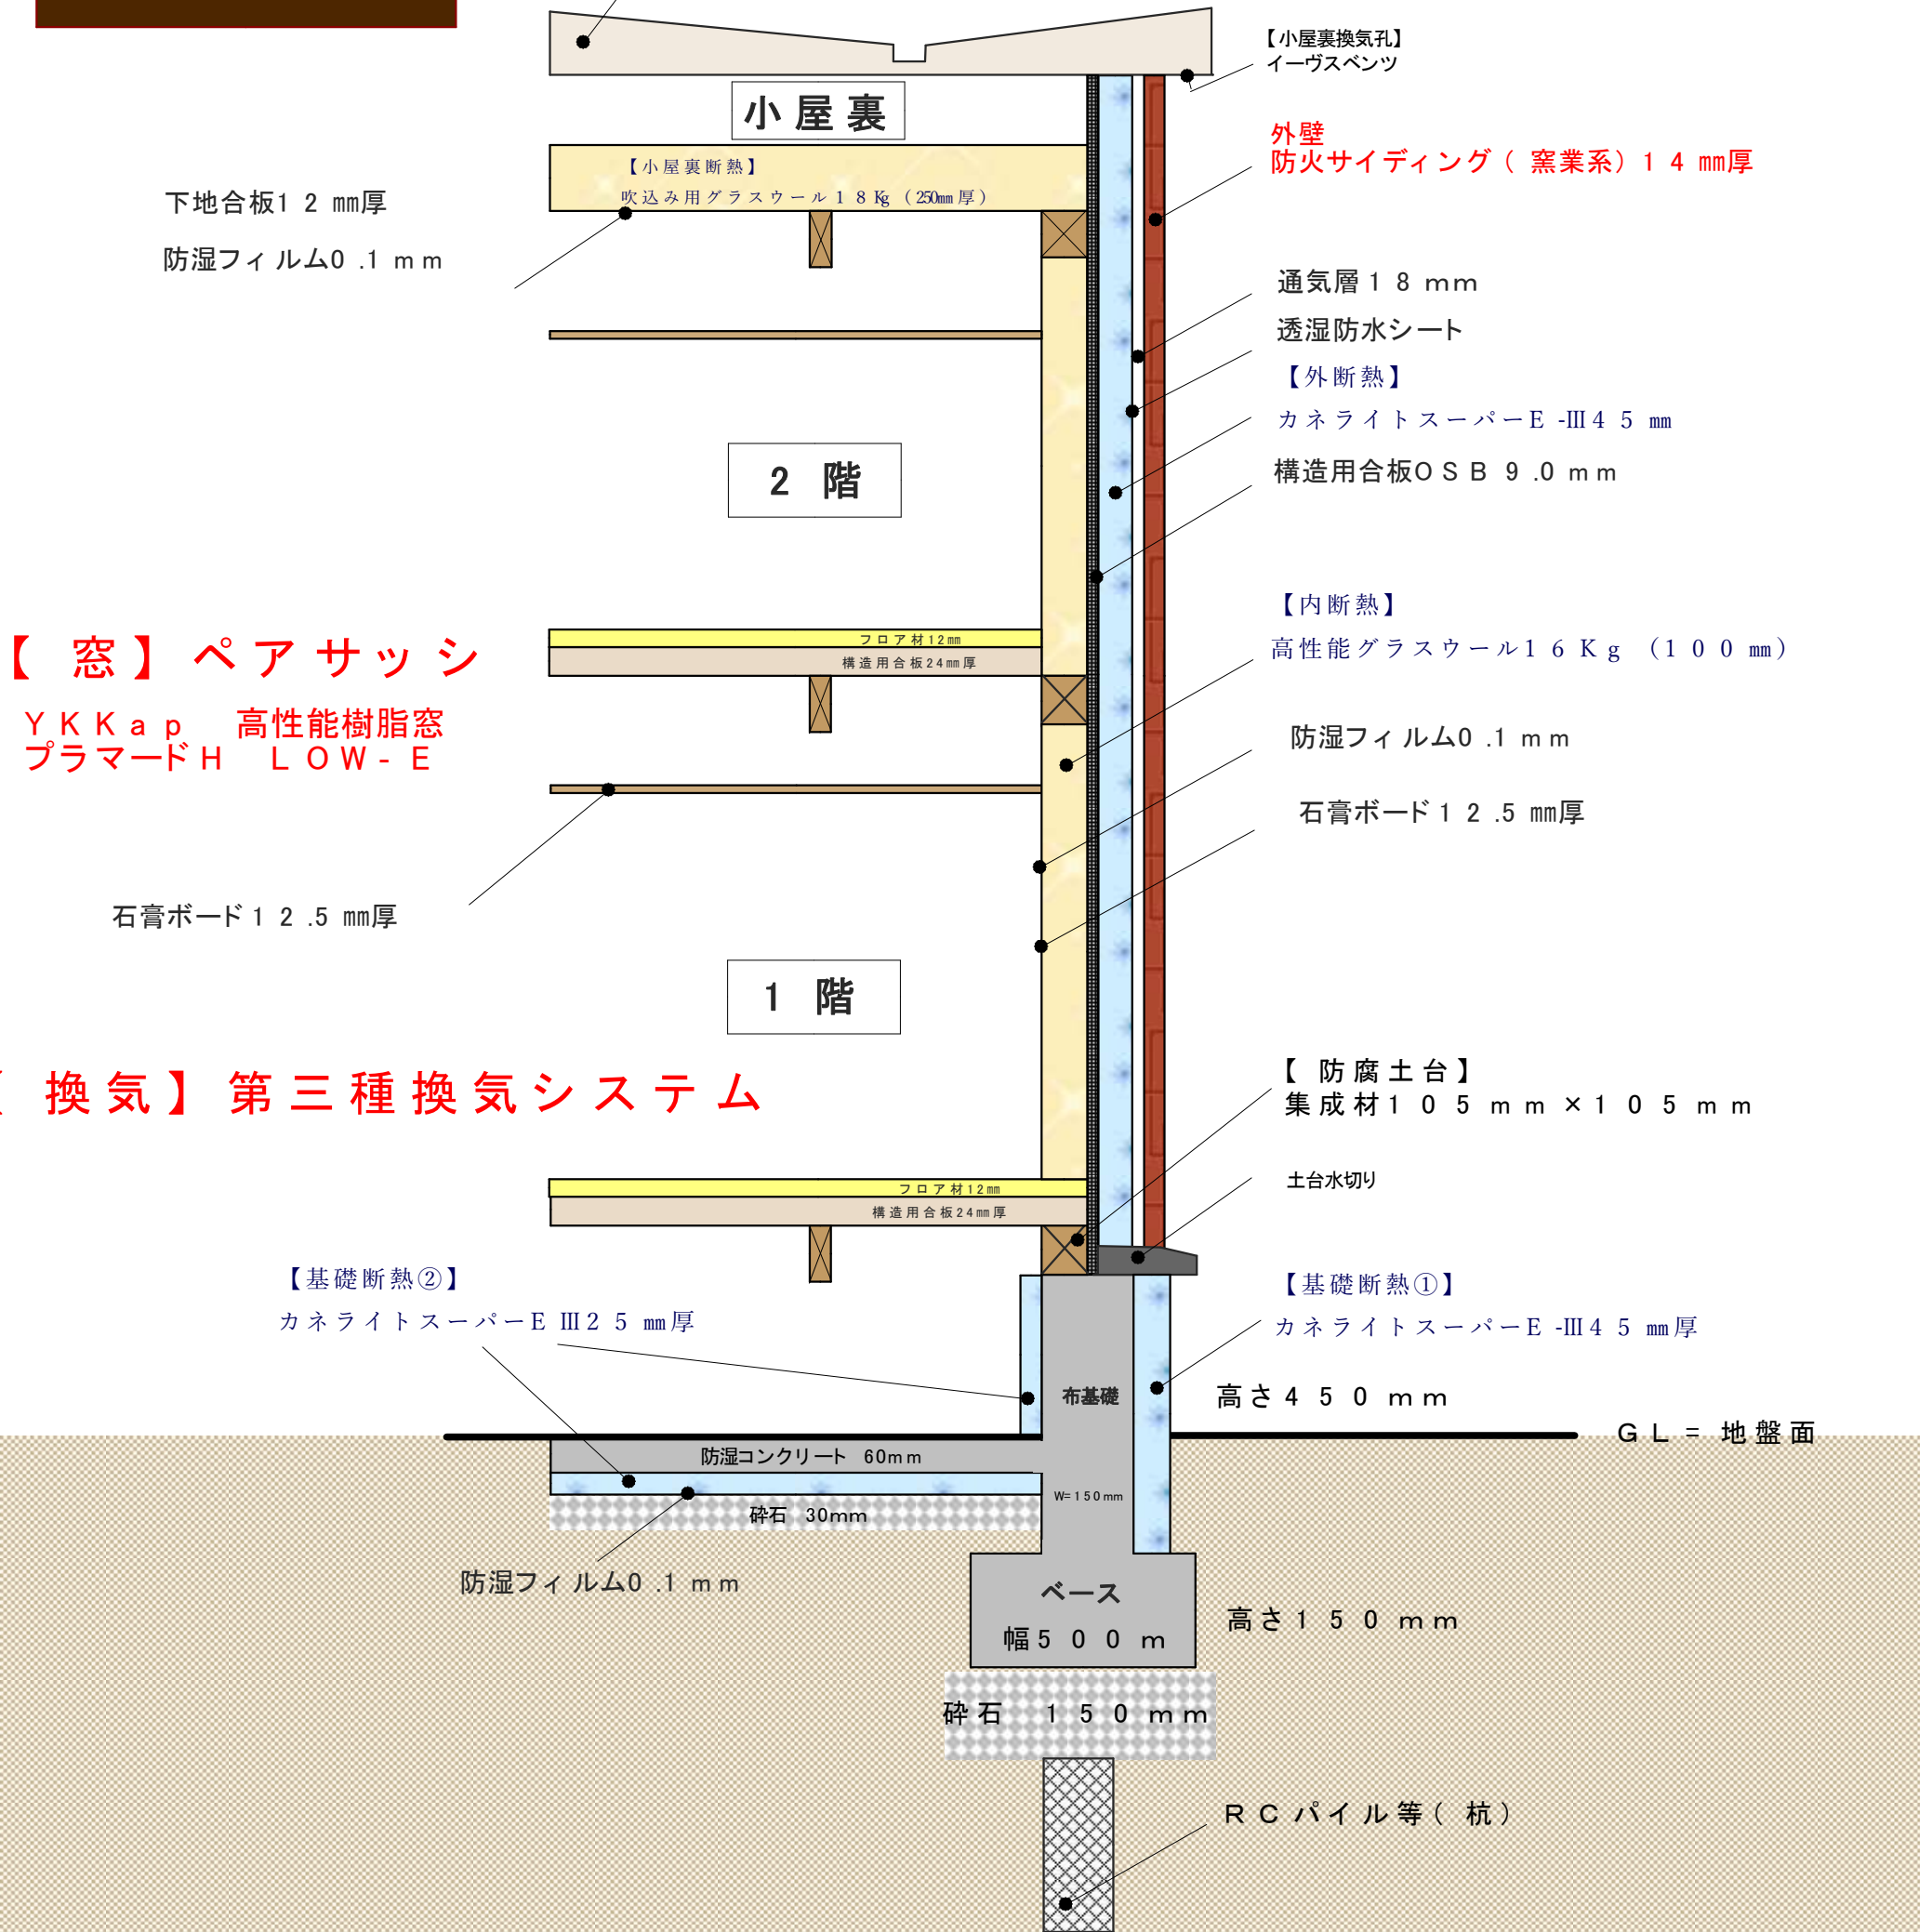 【小屋裏換気孔】
イーヴスベンツ
小屋裏
外壁
防火サイディング(窯業系)14㎜厚
【小屋裏断熱】
吹込み用グラスウール18Kg(250㎜厚)
下地合板12㎜厚
防湿フィルム0.1mm
通気層18mm
透湿防水シート
【外断熱】
カネライトスーパーE-Ⅲ45㎜
構造用合板OSB9.0mm
2階
【内断熱】
高性能グラスウール16Kg(100㎜)
フロア材12㎜
構造用合板24㎜厚
【窓】ペアサッシ
YKKap 高性能樹脂窓
プラマードH LOW-E
防湿フィルム0.1mm
石膏ボード12.5㎜厚
石膏ボード12.5㎜厚
1階
【換気】第三種換気システム
【防腐土台】
集成材105mm×105mm
土台水切り
フロア材12㎜
構造用合板24㎜厚
【基礎断熱②】
カネライトスーパーEⅢ25㎜厚
【基礎断熱①】
カネライトスーパーE-Ⅲ45㎜厚
布基礎
高さ450mm
GL=地盤面
防湿コンクリート 60mm
W=150mm
砕石 30mm
防湿フィルム0.1mm
ベース
幅500m
高さ150mm
砕石 150mm
RCパイル等(杭)